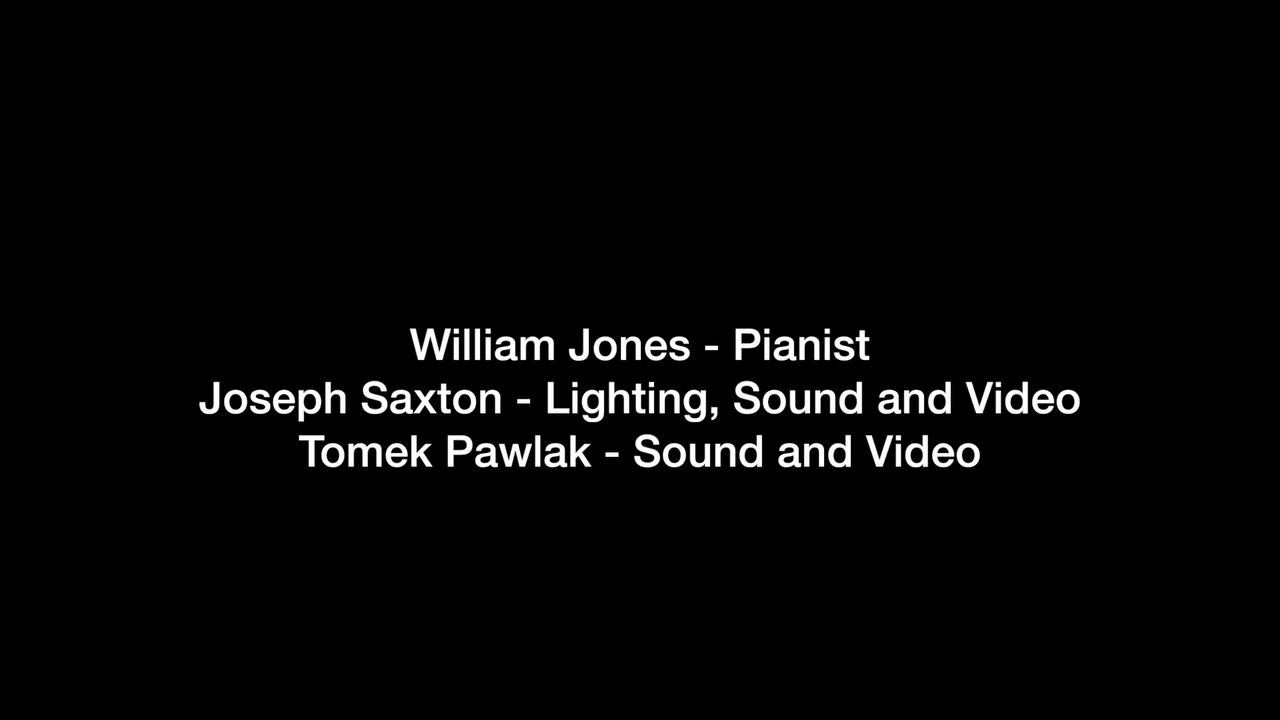 William Jones - Pianist
Joseph Saxton - Lighting, Sound and Video
Tomek Pawlak - Sound and Video